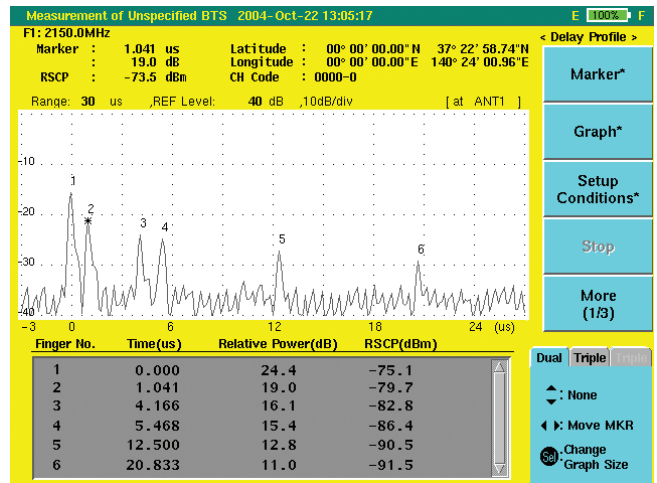 Measurement of Unspecified BTS 2004-Oct-22 13:05:17 E 100% F
F1: 2150.0MHz
Marker : 1.041 us Latitude : 00° 00' 00.00"N 37° 22' 58.74"N
: 19.0 dB Longitude : 00° 00' 00.00"E 140° 24' 00.96"E
RSCP : -73.5 dBm CH Code : 0000-0
Range: 30 us ,REF Level: 40 dB ,10dB/div [ at ANT1 ]
-10
-20
-30
-40
1
2
3
4
5
6
-3 0 6 12 18 24 (us)
Finger No. Time(us) Relative Power(dB) RSCP(dBm)
1 0.000 24.4 -75.1
2 1.041 19.0 -79.7
3 4.166 16.1 -82.8
4 5.468 15.4 -86.4
5 12.500 12.8 -90.5
6 20.833 11.0 -91.5
< Delay Profile >
Marker*
Graph*
Setup
Conditions*
Stop
More
(1/3)
Dual Triple Triple
: None
: Move MKR
Sel :Change
Graph Size